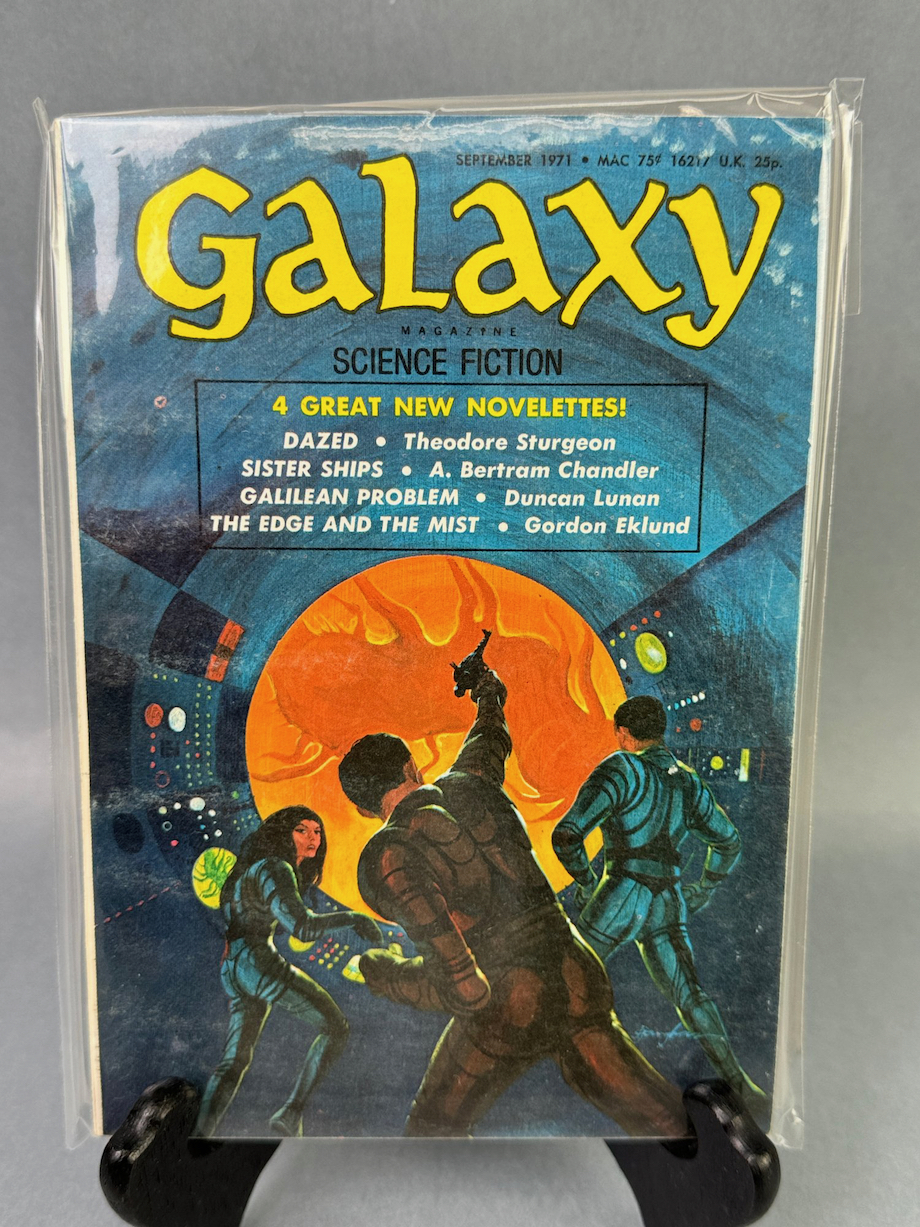 SEPTEMBER 1971 • MAC 75¢ 16217 U.K. 25p.
Galaxy
MAGAZINE
SCIENCE FICTION
4 GREAT NEW NOVELETTES!
DAZED • Theodore Sturgeon
SISTER SHIPS • A. Bertram Chandler
GALILEAN PROBLEM • Duncan Lunan
THE EDGE AND THE MIST • Gordon Eklund